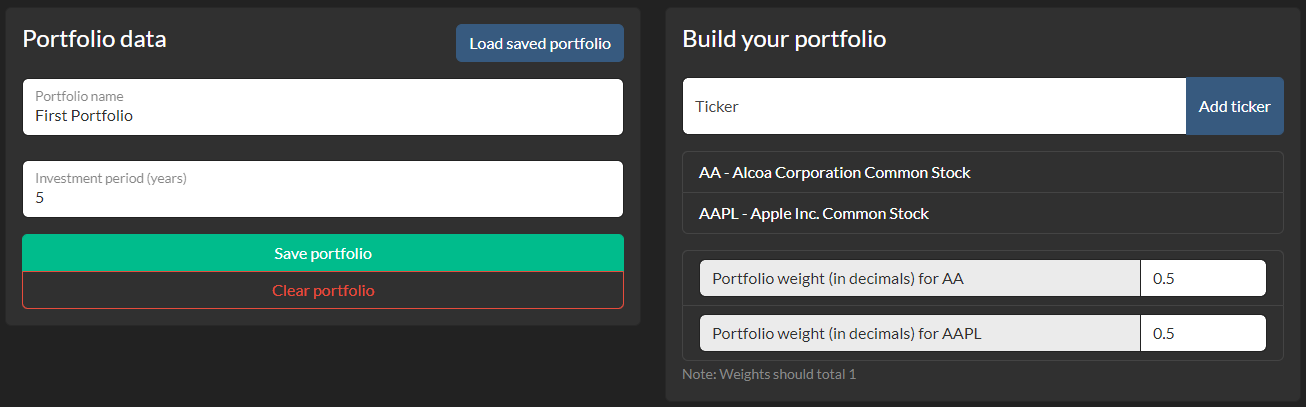 Portfolio data
Load saved portfolio
Portfolio name
First Portfolio
Investment period (years)
5
Save portfolio
Clear portfolio
Build your portfolio
Ticker
Add ticker
AA - Alcoa Corporation Common Stock
AAPL - Apple Inc. Common Stock
Portfolio weight (in decimals) for AA
0.5
Portfolio weight (in decimals) for AAPL
0.5
Note: Weights should total 1